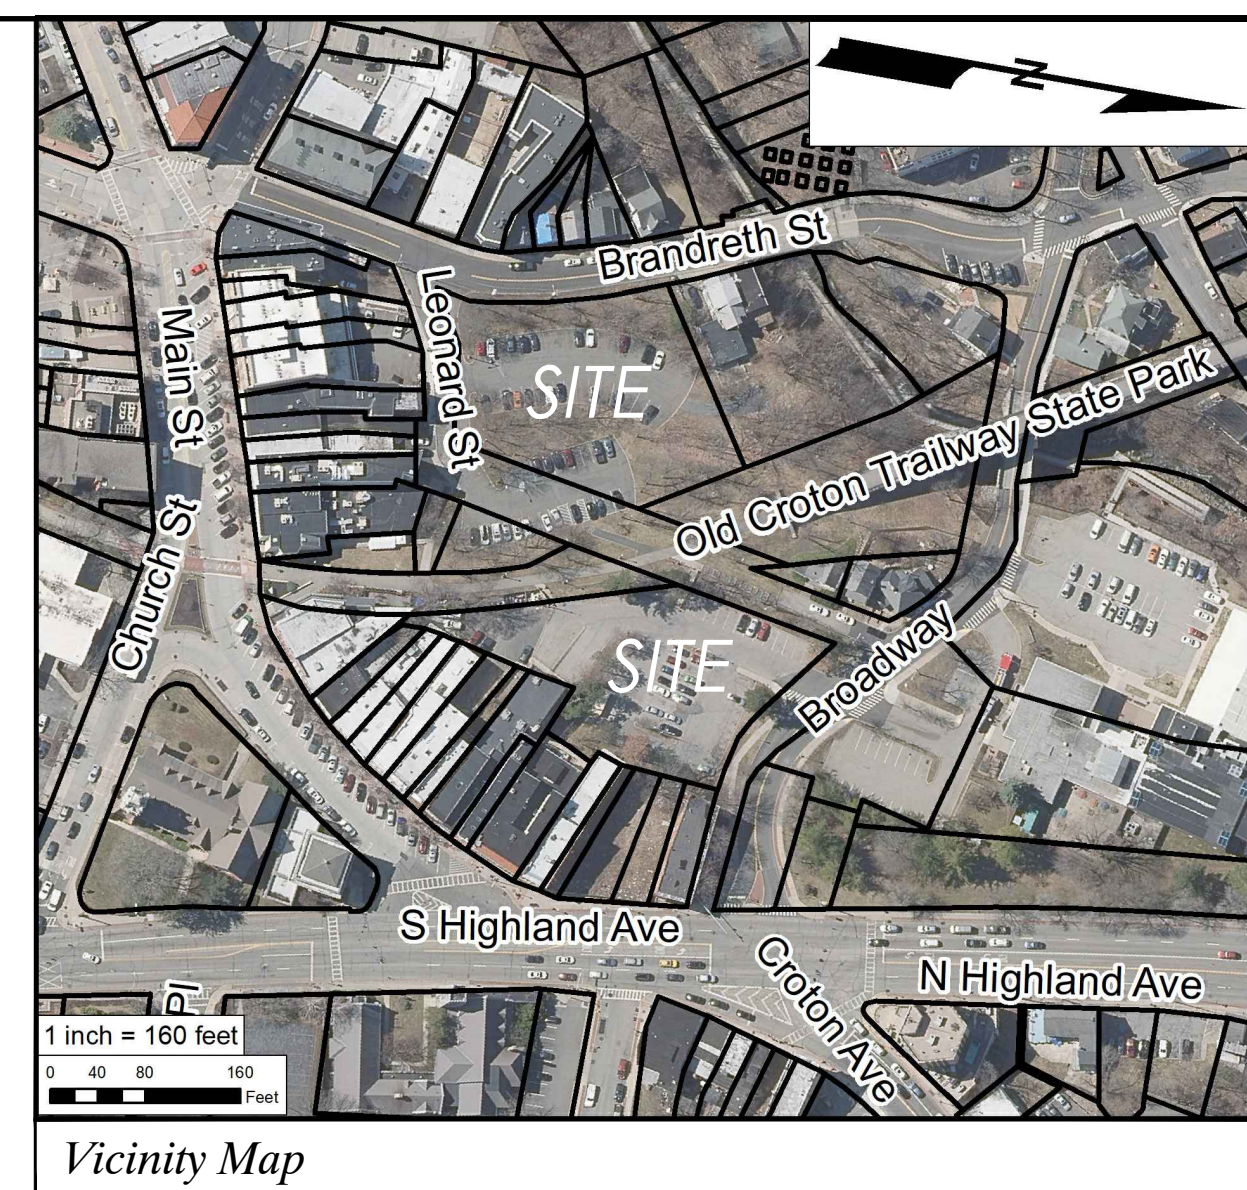 N
Brandreth St
Leonard St
Main St
SITE
Old Croton Trailway State Park
Church St
SITE
Broadway
S Highland Ave
Croton Ave
N Highland Ave
Pl
1 inch = 160 feet
0 40 80 160
Feet
Vicinity Map